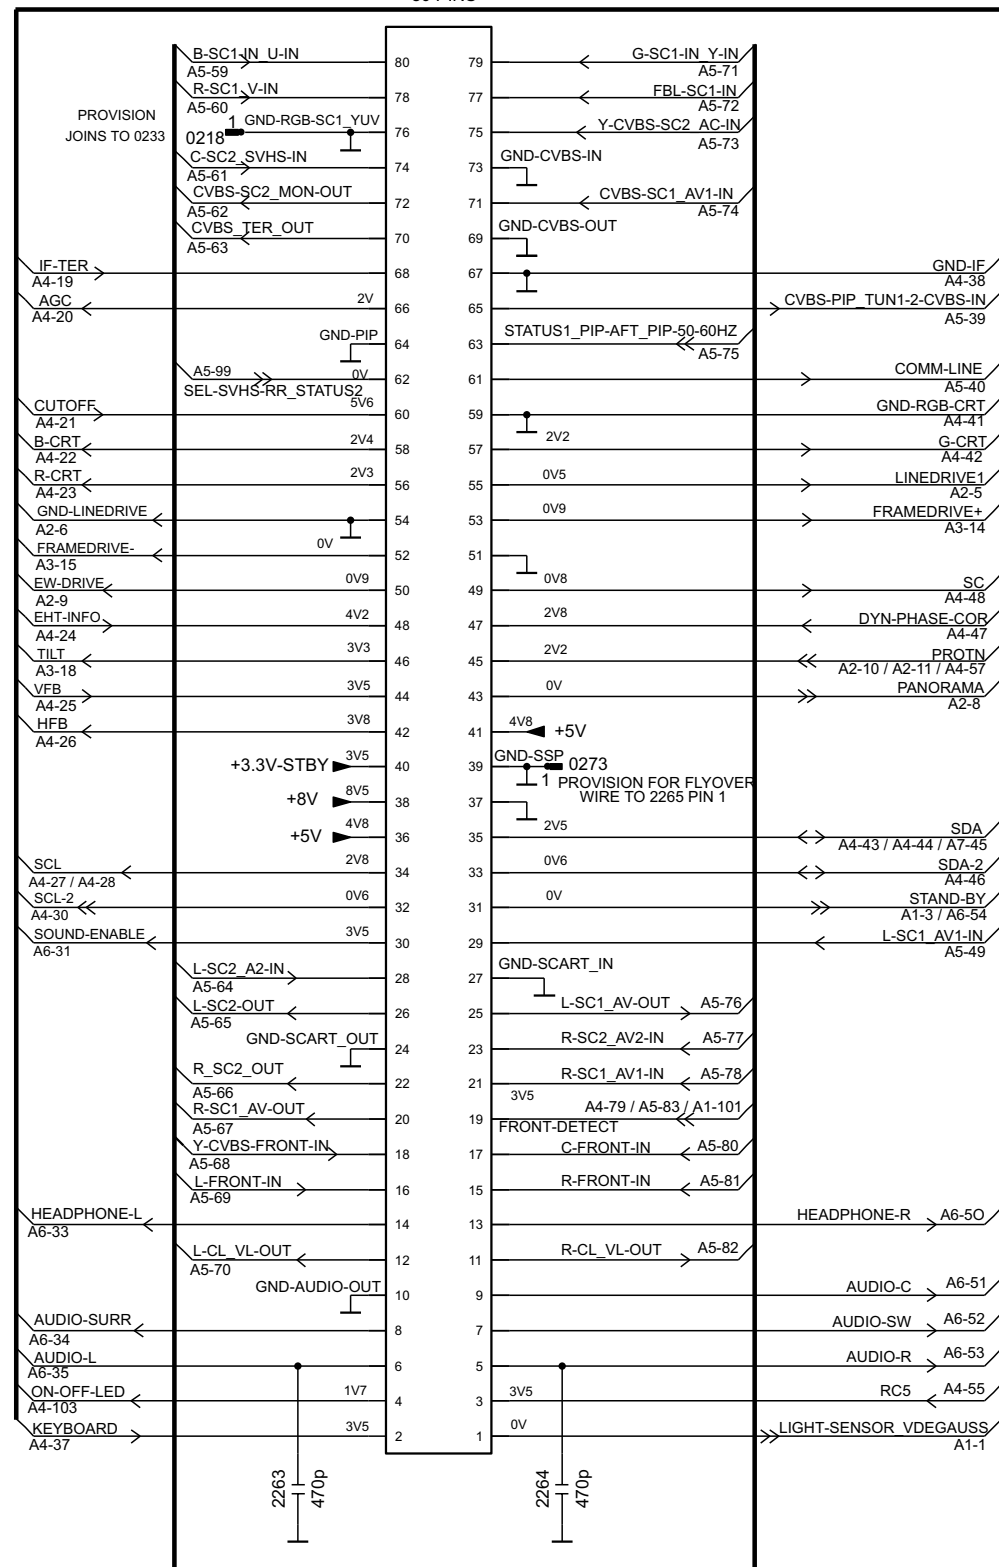 B-SC1-IN_U-IN 80 79 G-SC1-IN_Y-IN
A5-59 A5-71
R-SC1_V-IN 78 77 FBL-SC1-IN
A5-60 A5-72
PROVISION
JOINS TO 0233
1
0218
GND-RGB-SC1_YUV 76 75 Y-CVBS-SC2_AC-IN
A5-73
C-SC2_SVHS-IN 74 73 GND-CVBS-IN
A5-61
CVBS-SC2_MON-OUT 72 71 CVBS-SC1_AV1-IN
A5-62 A5-74
CVBS_TER_OUT 70 69 GND-CVBS-OUT
A5-63
IF-TER 68 67 GND-IF
A4-19 A4-38
AGC 2V 66 65 CVBS-PIP_TUN1-2-CVBS-IN
A4-20 A5-39
GND-PIP 64 63 STATUS1_PIP-AFT_PIP-50-60HZ
A5-75
A5-99 0V 62 61 COMM-LINE
SEL-SVHS-RR_STATUS2 A5-40
CUTOFF 5V6 60 59 GND-RGB-CRT
A4-21 A4-41
B-CRT 2V4 58 57 2V2 G-CRT
A4-22 A4-42
R-CRT 2V3 56 55 0V5 LINEDRIVE1
A4-23 A2-5
GND-LINEDRIVE 54 53 0V9 FRAMEDRIVE+
A2-6 A3-14
FRAMEDRIVE- 0V 52 51
A3-15
EW-DRIVE 0V9 50 49 0V8 SC
A2-9 A4-48
EHT-INFO 4V2 48 47 2V8 DYN-PHASE-COR
A4-24 A4-47
TILT 3V3 46 45 2V2 PROTN
A3-18 A2-10 / A2-11 / A4-57
VFB 3V5 44 43 0V PANORAMA
A4-25 A2-8
HFB 3V8 42 41 4V8 +5V
A4-26
+3.3V-STBY 3V5 40 39 GND-SSP 0273
1 PROVISION FOR FLYOVER
WIRE TO 2265 PIN 1
+8V 8V5 38 37
+5V 4V8 36 35 2V5 SDA
A4-43 / A4-44 / A7-45
SCL 2V8 34 33 0V6 SDA-2
A4-27 / A4-28 A4-46
SCL-2 0V6 32 31 0V STAND-BY
A4-30 A1-3 / A6-54
SOUND-ENABLE 3V5 30 29 L-SC1_AV1-IN
A6-31 A5-49
L-SC2_A2-IN 28 27 GND-SCART_IN
A5-64
L-SC2-OUT 26 25 L-SC1_AV-OUT A5-76
A5-65
GND-SCART_OUT 24 23 R-SC2_AV2-IN A5-77
R_SC2_OUT 22 21 R-SC1_AV1-IN A5-78
A5-66
R-SC1_AV-OUT 20 19 3V5 A4-79 / A5-83 / A1-101
A5-67 FRONT-DETECT
Y-CVBS-FRONT-IN 18 17 C-FRONT-IN A5-80
A5-68
L-FRONT-IN 16 15 R-FRONT-IN A5-81
A5-69
HEADPHONE-L 14 13 HEADPHONE-R A6-5O
A6-33
L-CL_VL-OUT 12 11 R-CL_VL-OUT A5-82
A5-70
GND-AUDIO-OUT 10 9 AUDIO-C A6-51
AUDIO-SURR 8 7 AUDIO-SW A6-52
A6-34
AUDIO-L 6 5 AUDIO-R A6-53
A6-35
ON-OFF-LED 1V7 4 3 3V5 RC5 A4-55
A4-103
KEYBOARD 3V5 2 1 0V LIGHT-SENSOR_VDEGAUSS
A4-37 A1-1
2263 470p 2264 470p